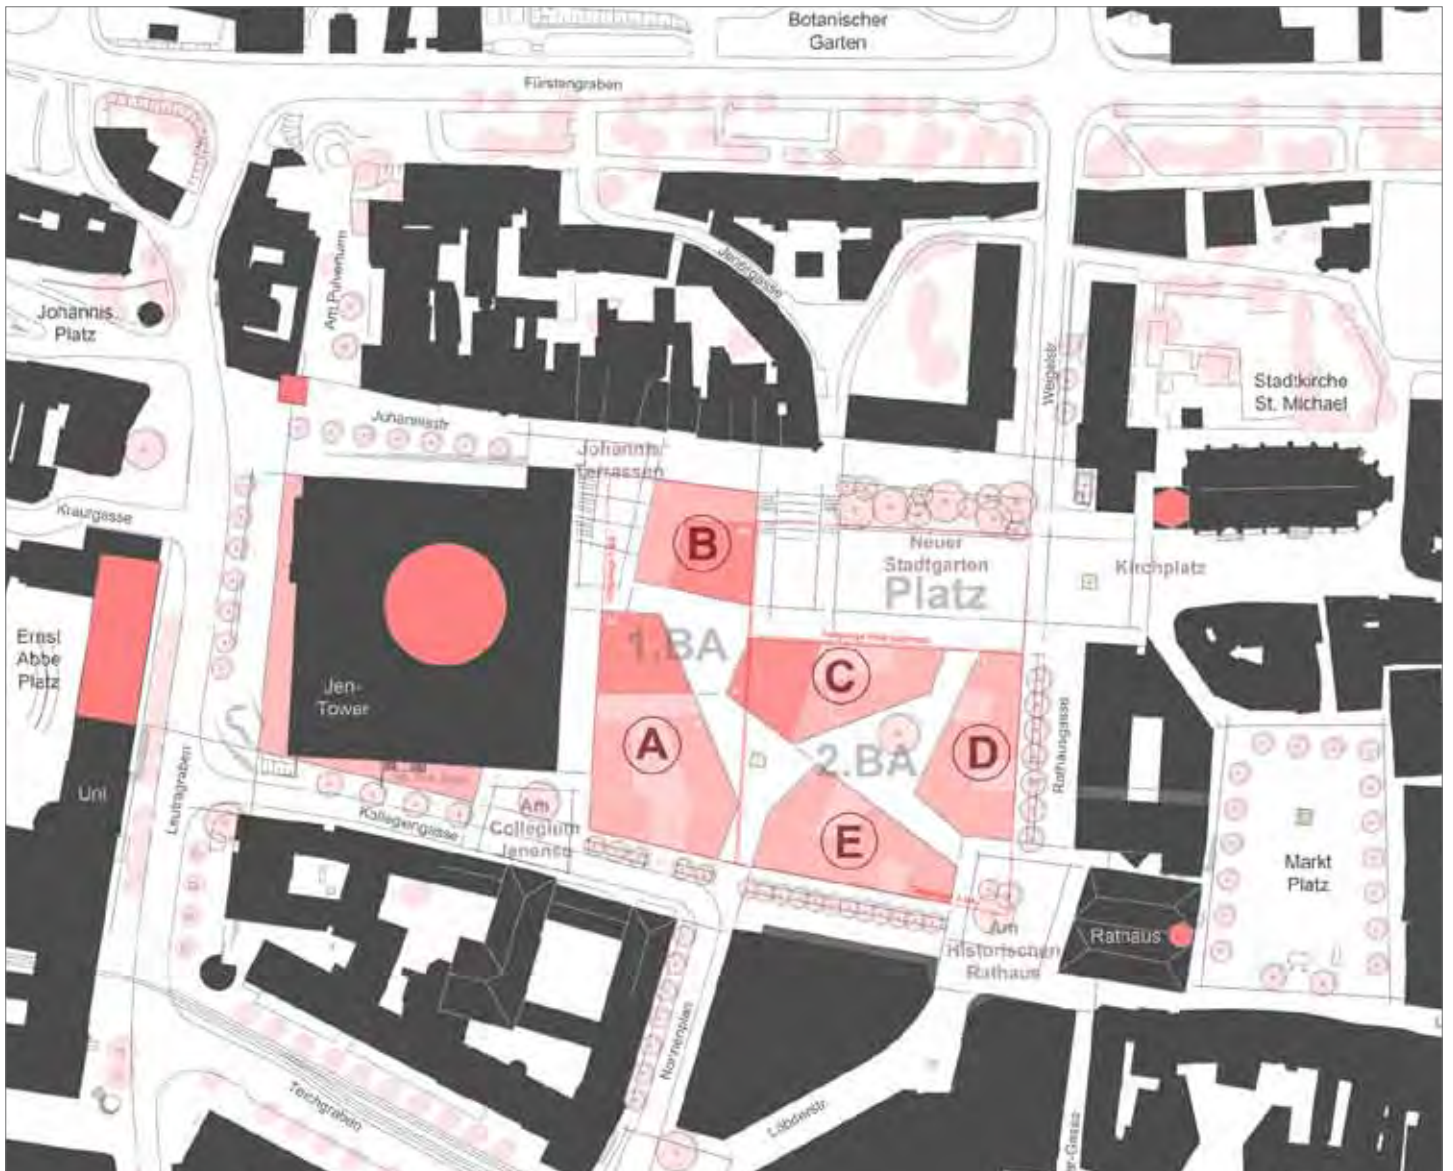 Botanischer
Garten
Fürstengraben
Jenergasse
Am Pulverturm
Johannis
Platz
Weigelstr.
Stadtkirche
St. Michael
Johannisstr
Johannis
Terrassen
Krautgasse
B
Neuer
Stadtgarten
Platz
Kirchplatz
Ernst
Abbe
Platz
1.BA
C
Jen-
Tower
A
2.BA
D
Rathausgasse
Uni
Leutragraben
Kollegiengasse
Am
Collegium
Jenense
E
Markt
Platz
Am
Historischen
Rathaus
Rathaus
Nonnenplan
Teichgraben
Löbderstr.